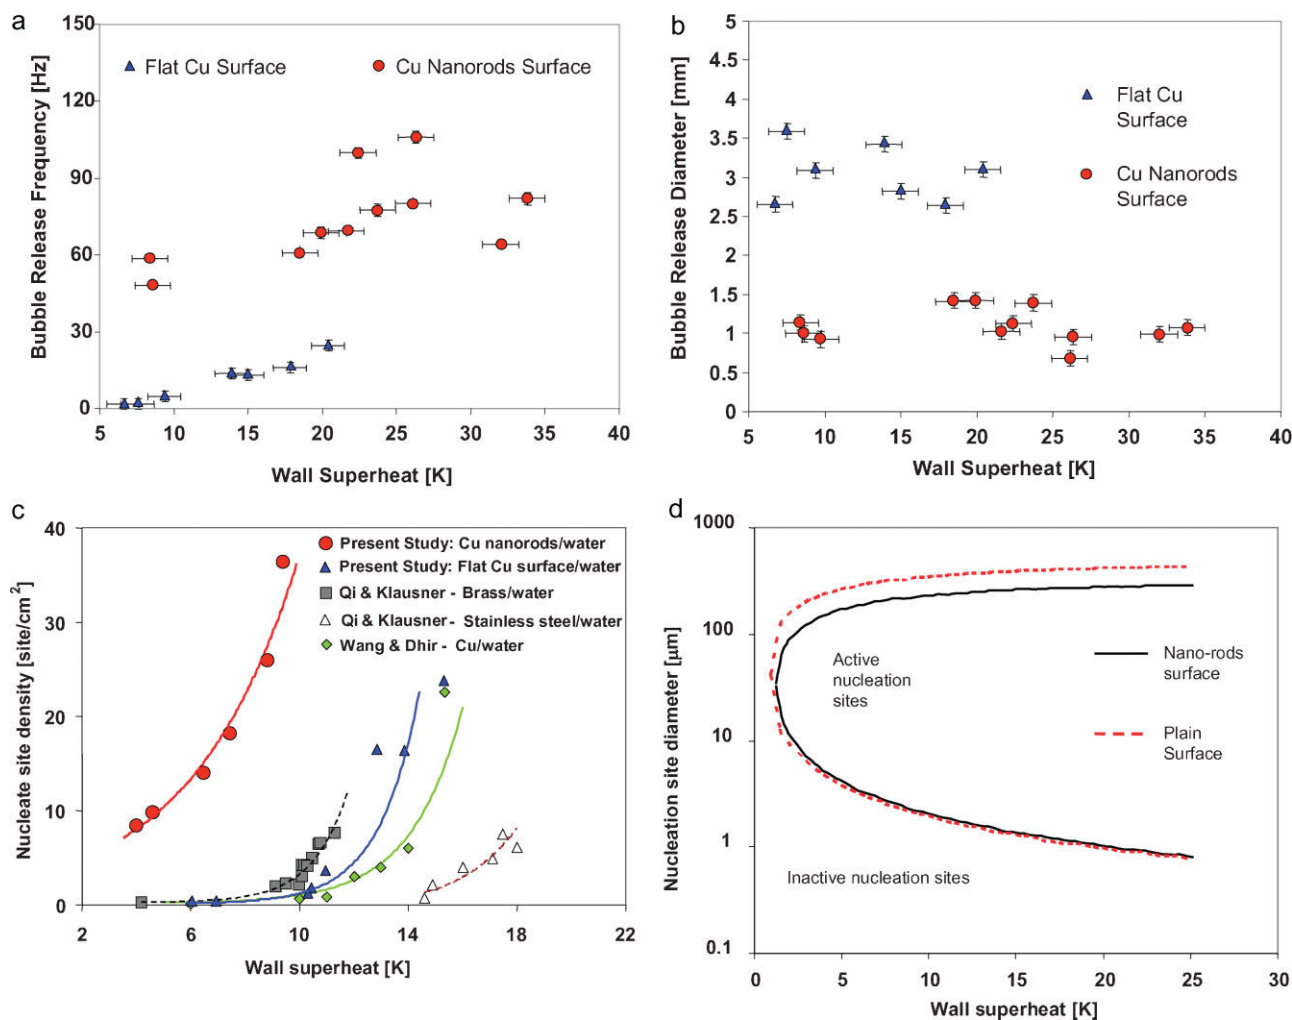 a
Bubble Release Frequency [Hz]
150
120
90
60
30
0
Flat Cu Surface
Cu Nanorods Surface
5 10 15 20 25 30 35 40
Wall Superheat [K]
b
Bubble Release Diameter [mm]
5
4.5
4
3.5
3
2.5
2
1.5
1
0.5
0
Flat Cu
Surface
Cu Nanorods
Surface
5 10 15 20 25 30 35 40
Wall Superheat [K]
c
Nucleate site density [site/cm2]
40
30
20
10
0
Present Study: Cu nanorods/water
Present Study: Flat Cu surface/water
Qi & Klausner - Brass/water
Qi & Klausner - Stainless steel/water
Wang & Dhir - Cu/water
2 6 10 14 18 22
Wall superheat [K]
d
Nucleation site diameter [µm]
1000
100
10
1
0.1
Active
nucleation
sites
Nano-rods
surface
Plain
Surface
Inactive nucleation sites
0 5 10 15 20 25 30
Wall superheat [K]